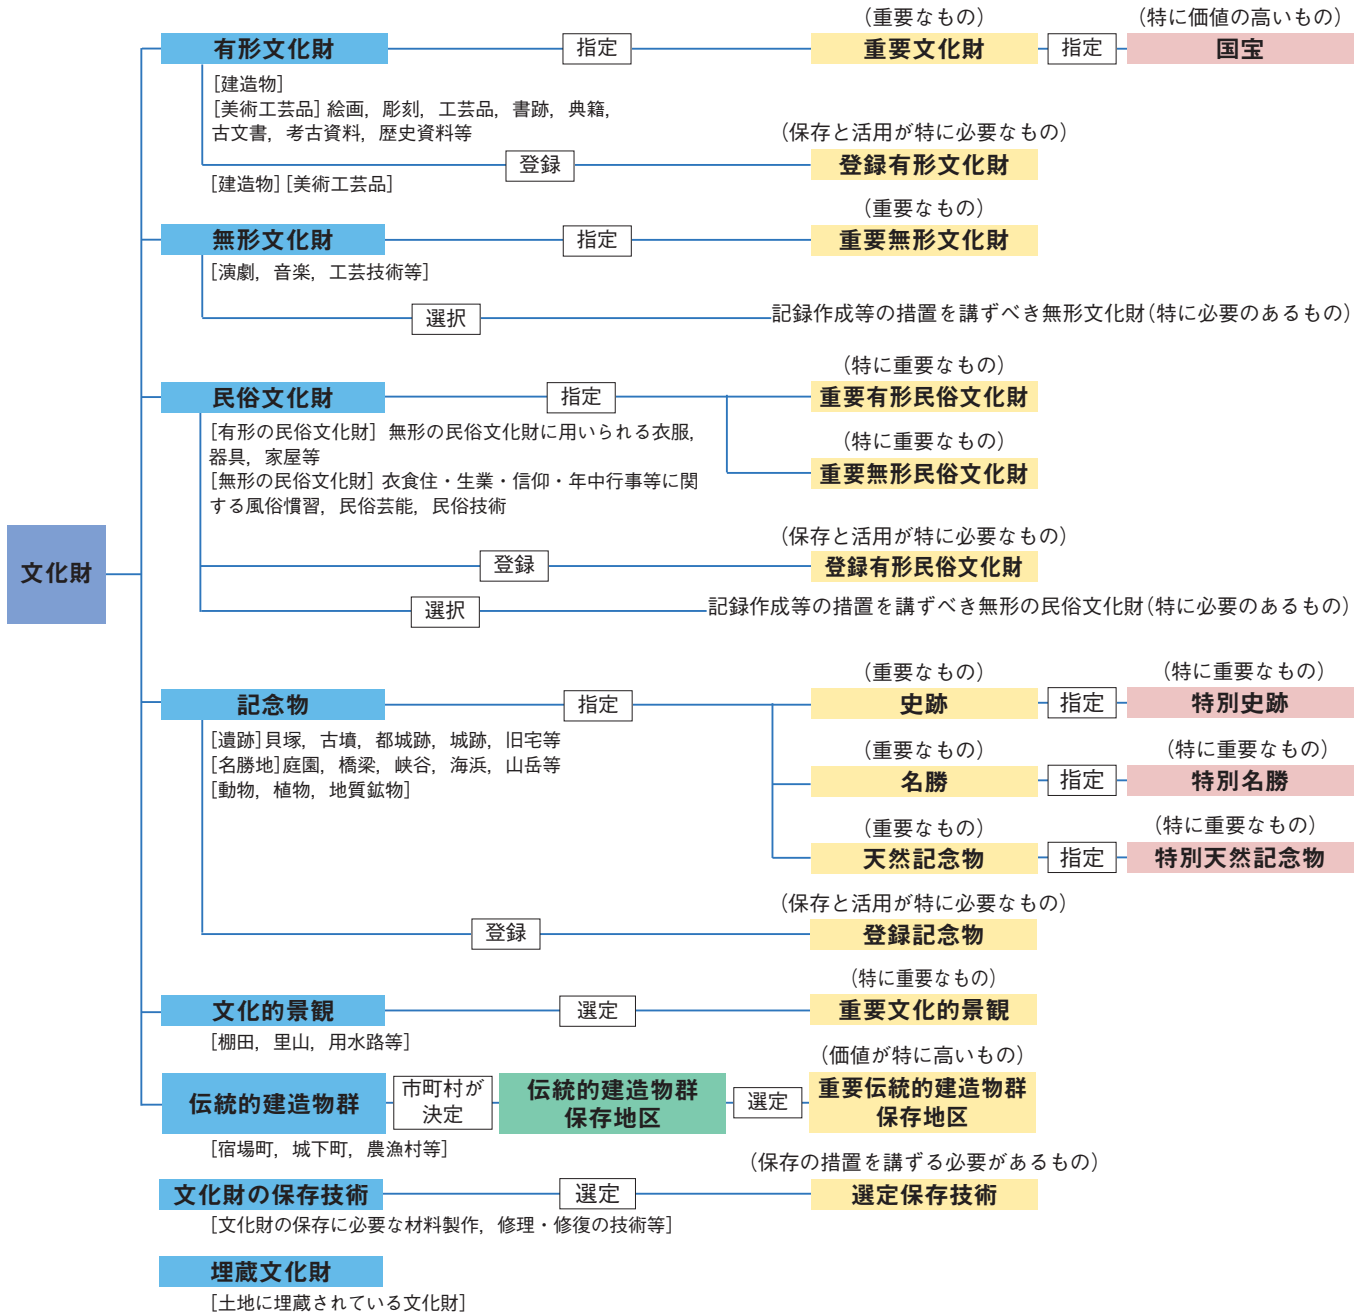 文化財
(重要なもの)
(特に価値の高いもの)
有形文化財
指定
重要文化財
指定
国宝
[建造物]
[美術工芸品] 絵画, 彫刻, 工芸品, 書跡, 典籍,
古文書, 考古資料, 歴史資料等
(保存と活用が特に必要なもの)
登録
登録有形文化財
[建造物] [美術工芸品]
(重要なもの)
無形文化財
指定
重要無形文化財
[演劇, 音楽, 工芸技術等]
選択
記録作成等の措置を講ずべき無形文化財(特に必要のあるもの)
(特に重要なもの)
民俗文化財
指定
重要有形民俗文化財
[有形の民俗文化財] 無形の民俗文化財に用いられる衣服,
器具, 家屋等
(特に重要なもの)
重要無形民俗文化財
[無形の民俗文化財] 衣食住・生業・信仰・年中行事等に関
する風俗慣習, 民俗芸能, 民俗技術
(保存と活用が特に必要なもの)
登録
登録有形民俗文化財
選択
記録作成等の措置を講ずべき無形の民俗文化財(特に必要のあるもの)
(重要なもの)
(特に重要なもの)
記念物
指定
史跡
指定
特別史跡
[遺跡]貝塚, 古墳, 都城跡, 城跡, 旧宅等
[名勝地]庭園, 橋梁, 峡谷, 海浜, 山岳等
[動物, 植物, 地質鉱物]
(重要なもの)
(特に重要なもの)
名勝
指定
特別名勝
(重要なもの)
(特に重要なもの)
天然記念物
指定
特別天然記念物
(保存と活用が特に必要なもの)
登録
登録記念物
(特に重要なもの)
文化的景観
選定
重要文化的景観
[棚田, 里山, 用水路等]
(価値が特に高いもの)
伝統的建造物群
市町村が
決定
伝統的建造物群
保存地区
選定
重要伝統的建造物群
保存地区
[宿場町, 城下町, 農漁村等]
(保存の措置を講ずる必要があるもの)
文化財の保存技術
選定
選定保存技術
[文化財の保存に必要な材料製作, 修理・修復の技術等]
埋蔵文化財
[土地に埋蔵されている文化財]